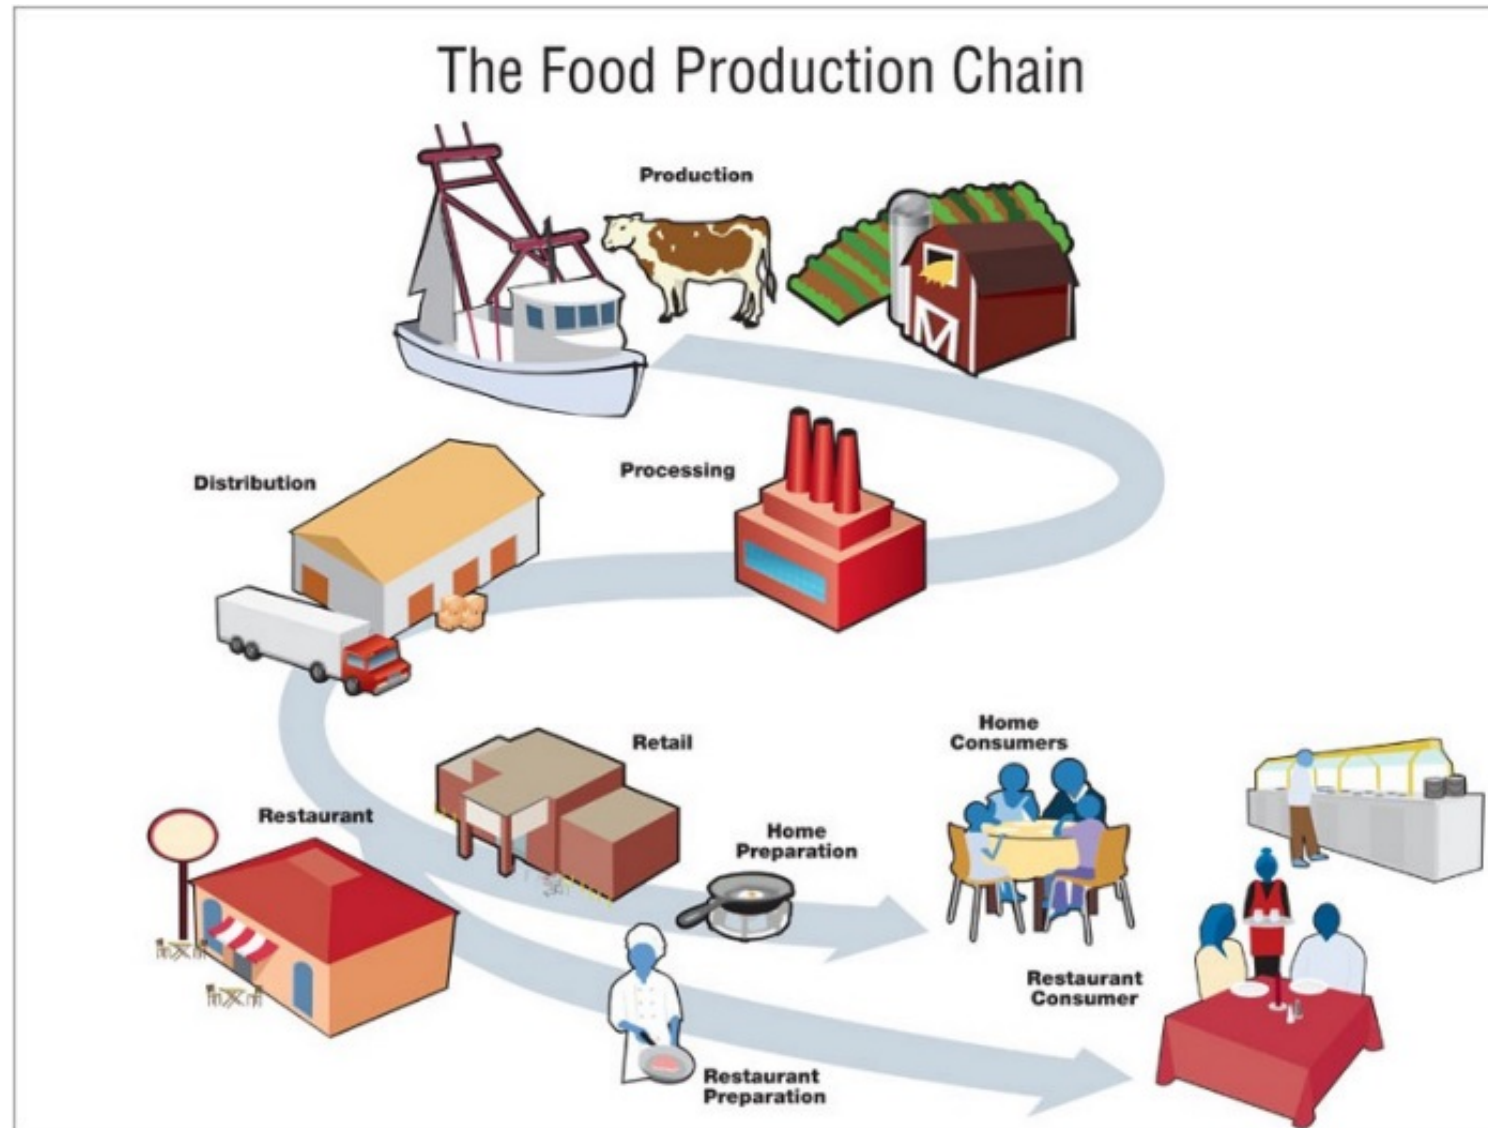 The Food Production Chain
Production
Processing
Distribution
Retail
Restaurant
Home
Preparation
Home
Consumers
Restaurant
Preparation
Restaurant
Consumer